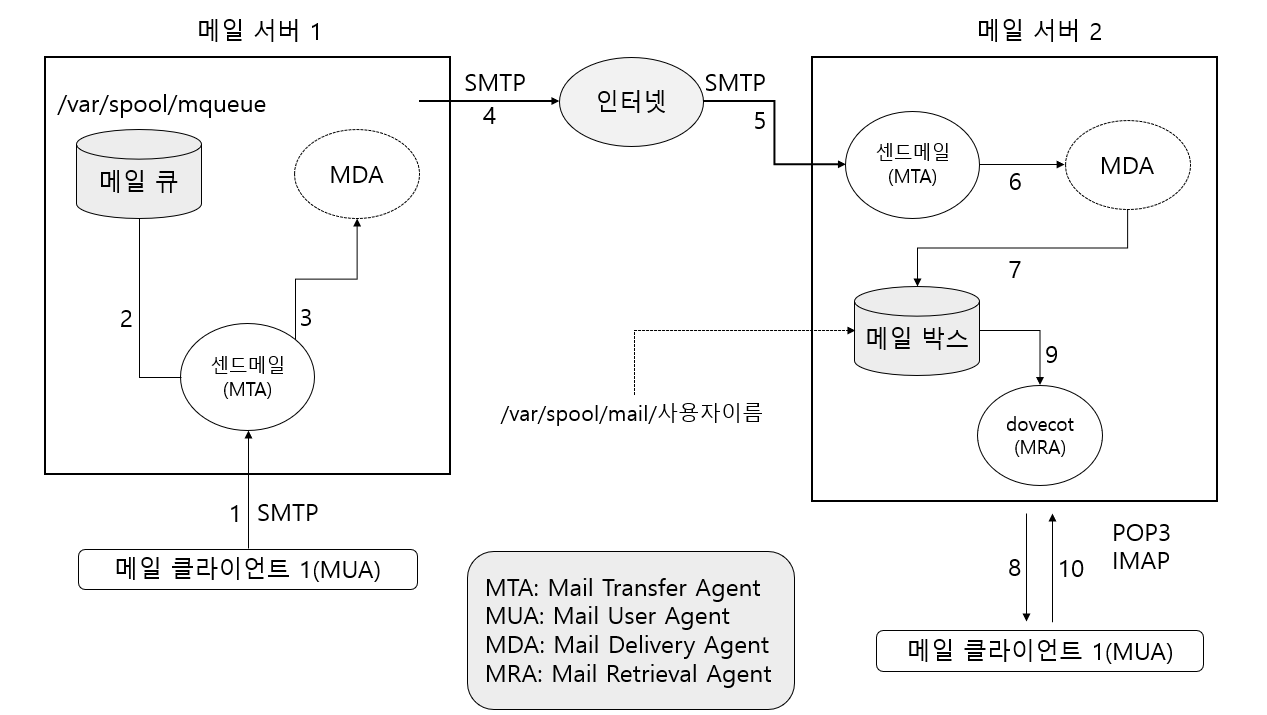 메일 서버 1
메일 서버 2
/var/spool/mqueue
메일 큐
MDA
SMTP
4
인터넷
SMTP
5
센드메일
(MTA)
6
MDA
7
2
3
센드메일
(MTA)
메일 박스
9
/var/spool/mail/사용자이름
dovecot
(MRA)
1
SMTP
메일 클라이언트 1(MUA)
MTA: Mail Transfer Agent
MUA: Mail User Agent
MDA: Mail Delivery Agent
MRA: Mail Retrieval Agent
8
10
POP3
IMAP
메일 클라이언트 1(MUA)